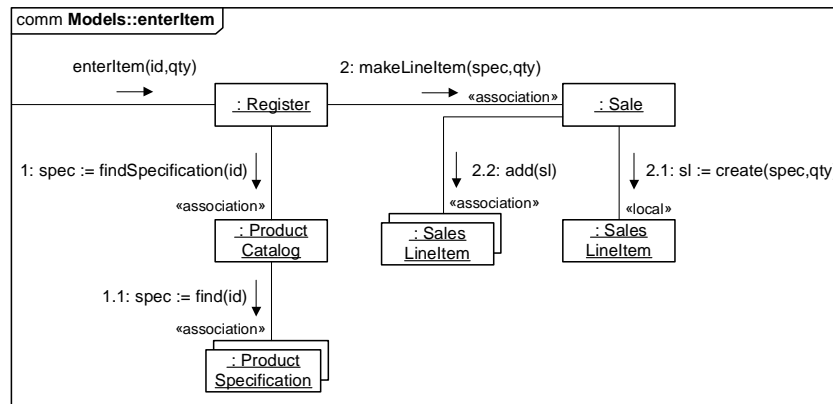 comm Models::enterItem
enterItem(id,qty)
2: makeLineItem(spec,qty)
: Register
«association»
: Sale
1: spec := findSpecification(id)
2.2: add(sl)
2.1: sl := create(spec,qty
«association»
«association»
«local»
: Product
Catalog
: Sales
LineItem
: Sales
LineItem
1.1: spec := find(id)
«association»
: Product
Specification